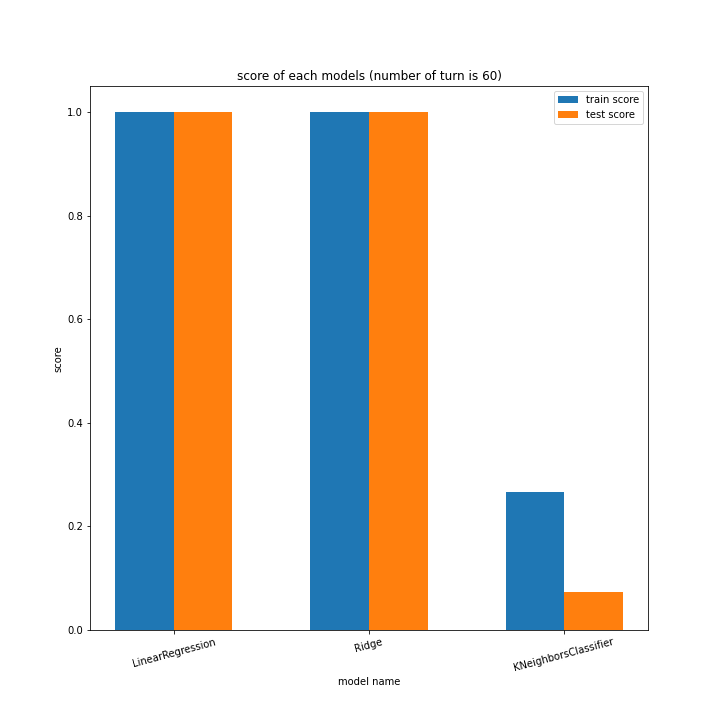 score of each models (number of turn is 60)
train score
test score
1.0
0.8
0.6
0.4
0.2
0.0
score
LinearRegression
Ridge
KNeighborsClassifier
model name